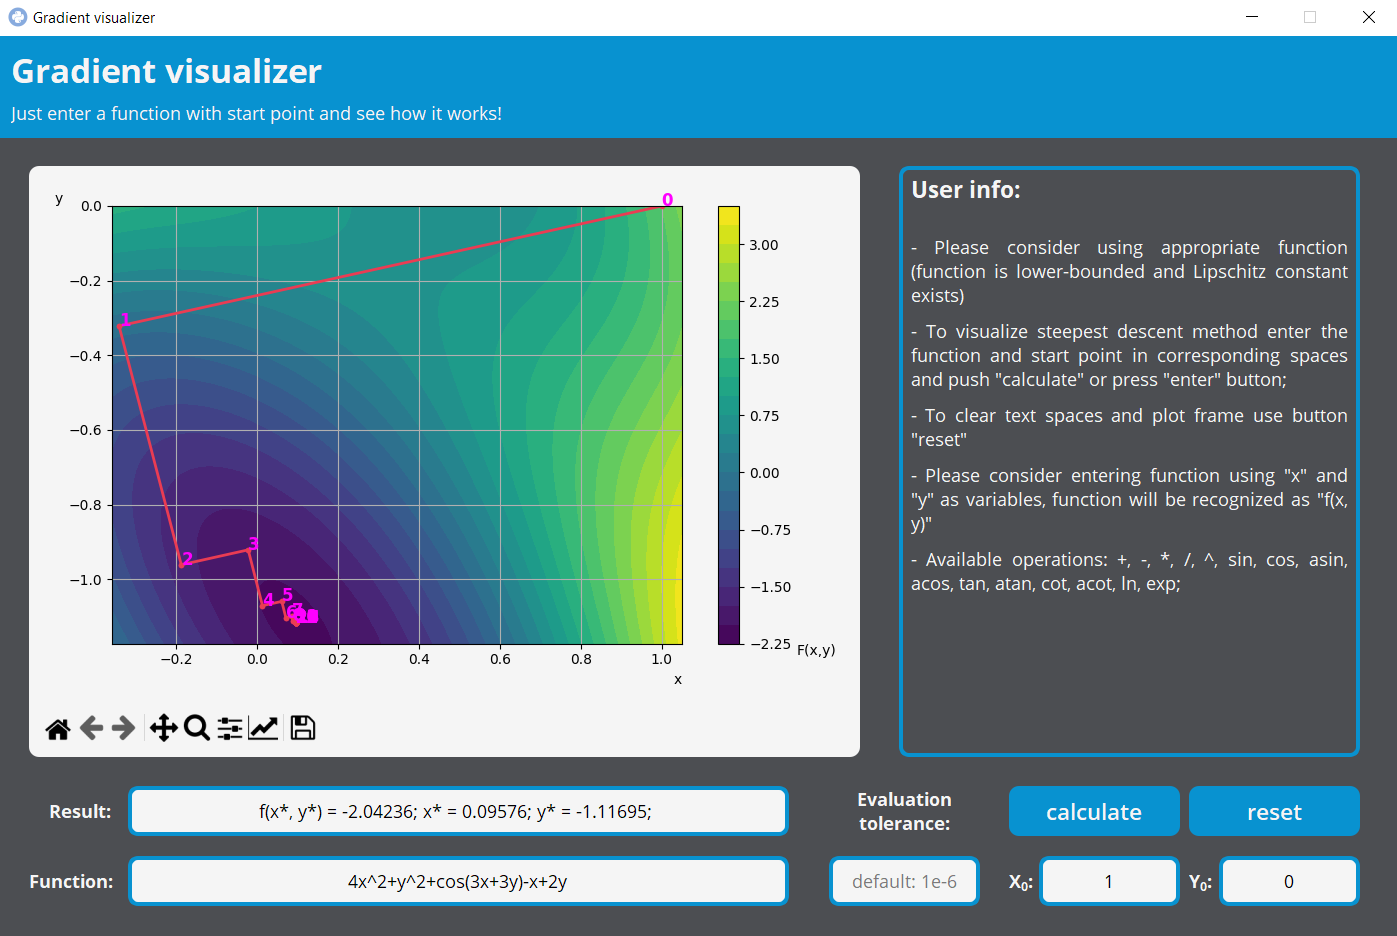 Gradient visualizer
Gradient visualizer
Just enter a function with start point and see how it works!
y
0.0
−0.2
−0.4
−0.6
−0.8
−1.0
−0.2 0.0 0.2 0.4 0.6 0.8 1.0
x
0
1
2
3
4
5
6
7
3.00
2.25
1.50
0.75
0.00
−0.75
−1.50
−2.25
F(x,y)
User info:
- Please consider using appropriate function
(function is lower-bounded and Lipschitz constant
exists)
- To visualize steepest descent method enter the
function and start point in corresponding spaces
and push "calculate" or press "enter" button;
- To clear text spaces and plot frame use button
"reset"
- Please consider entering function using "x" and
"y" as variables, function will be recognized as "f(x,
y)"
- Available operations: +, -, *, /, ^, sin, cos, asin,
acos, tan, atan, cot, acot, ln, exp;
Result:
f(x*, y*) = -2.04236; x* = 0.09576; y* = -1.11695;
Evaluation
tolerance:
calculate
reset
Function:
4x^2+y^2+cos(3x+3y)-x+2y
default: 1e-6
X₀:
1
Y₀:
0